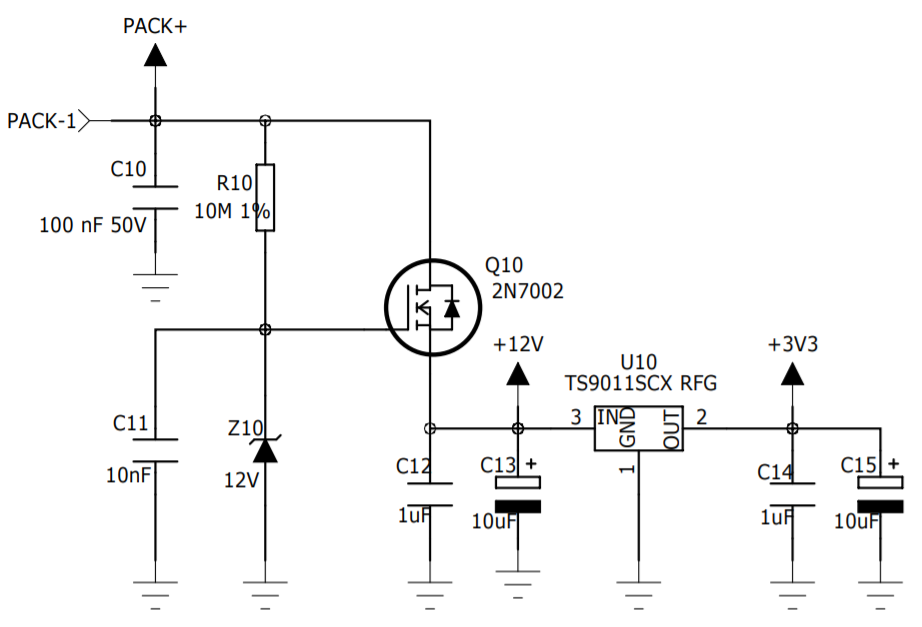 PACK+
PACK-1
C10
100 nF 50V
R10
10M 1%
Q10
2N7002
+12V
U10
TS9011SCX RFG
+3V3
3
IN
GND
OUT
2
1
C11
10nF
Z10
12V
C12
1uF
C13 +
10uF
C14
1uF
C15 +
10uF